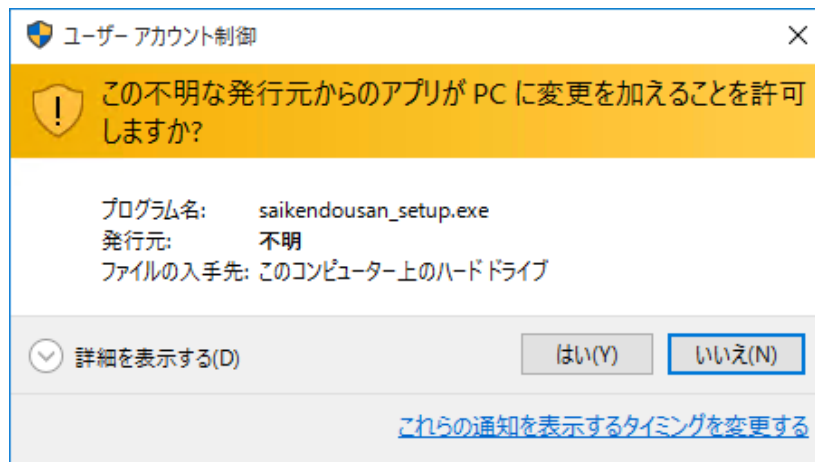 ユーザー アカウント制御
この不明な発行元からのアプリが PC に変更を加えることを許可
しますか?
プログラム名: saikendousan_setup.exe
発行元: 不明
ファイルの入手先: このコンピューター上のハード ドライブ
詳細を表示する(D)
はい(Y)
いいえ(N)
これらの通知を表示するタイミングを変更する